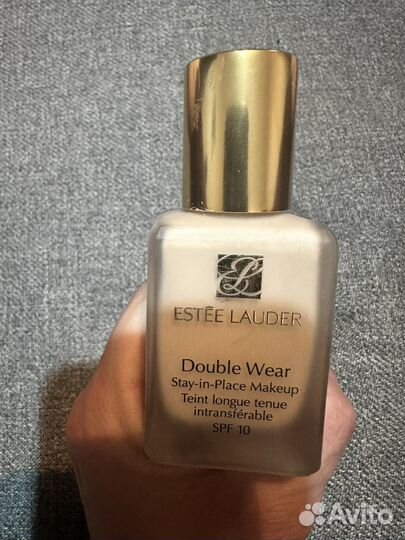 ESTĒE LAUDER
Double Wear
Stay-in-Place Makeup
Teint longue tenue
intransférable
SPF 10
Avito